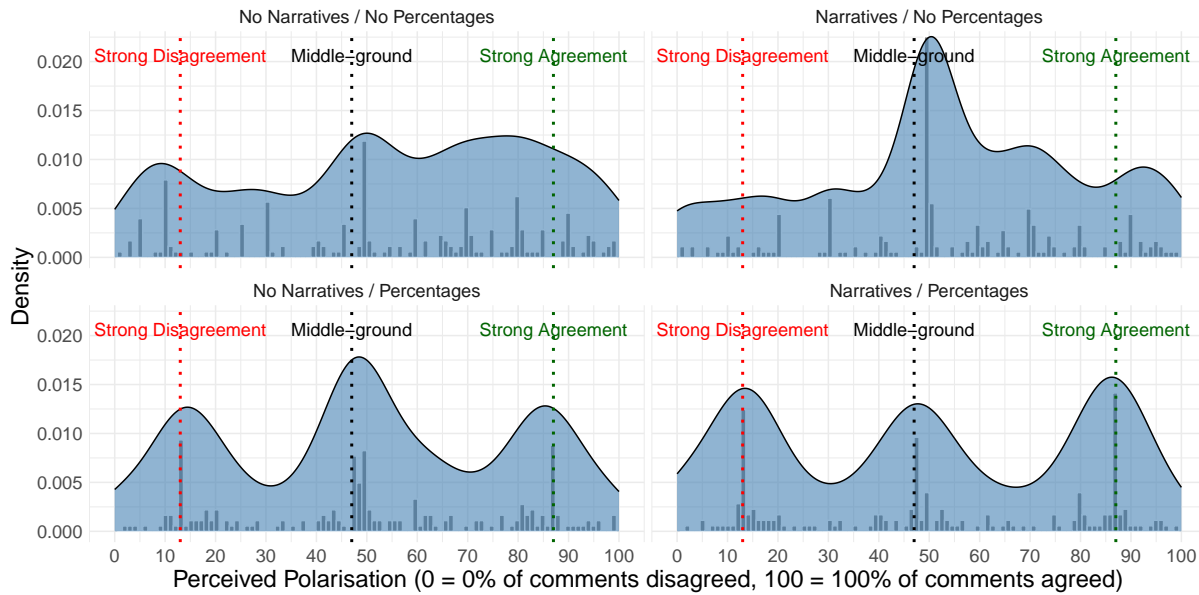 No Narratives / No Percentages
Narratives / No Percentages
Strong Disagreement Middle−ground Strong Agreement
Strong Disagreement Middle−ground Strong Agreement
0.020
0.015
0.010
0.005
0.000
Density
No Narratives / Percentages
Narratives / Percentages
Strong Disagreement Middle−ground Strong Agreement
Strong Disagreement Middle−ground Strong Agreement
0.020
0.015
0.010
0.005
0.000
0 10 20 30 40 50 60 70 80 90 100
0 10 20 30 40 50 60 70 80 90 100
Perceived Polarisation (0 = 0% of comments disagreed, 100 = 100% of comments agreed)